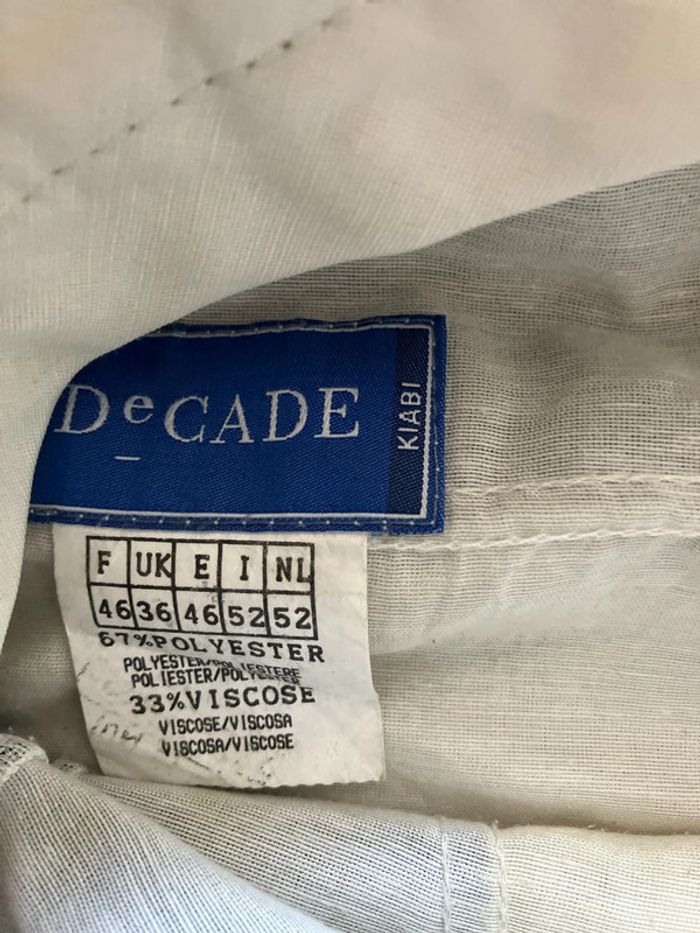 DeCADE
KIABI
F UK E I NL
46 36 46 52 52
67%POLYESTER
POLYESTER/POLIESTERE
POLIESTER/POLYESTER
33%VISCOSE
VISCOSE/VISCOSA
VISCOSA/VISCOSE